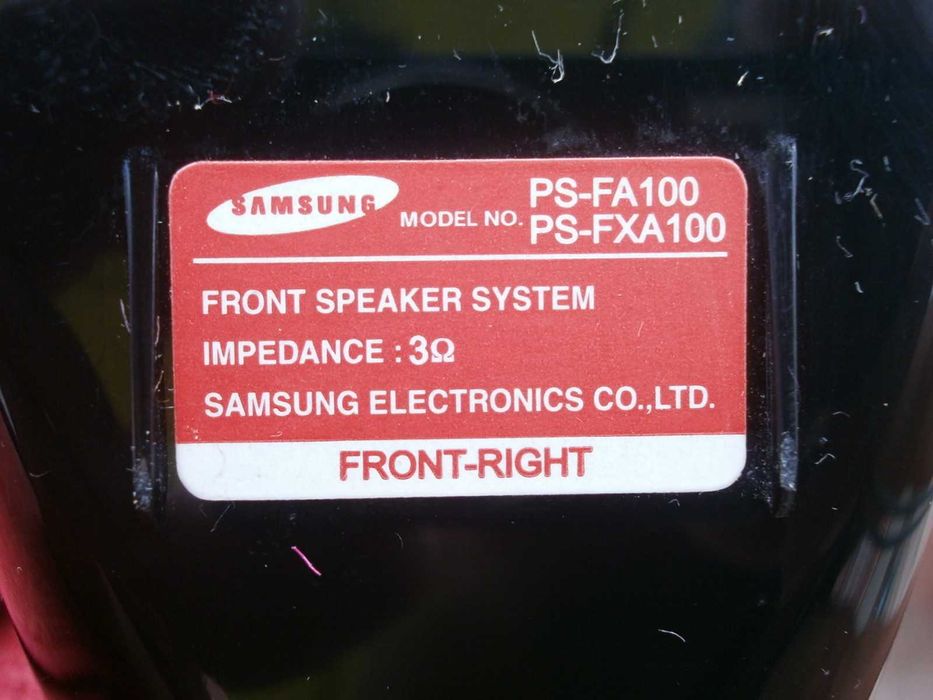 SAMSUNG MODEL NO. PS-FA100
PS-FXA100
FRONT SPEAKER SYSTEM
IMPEDANCE : 3Ω
SAMSUNG ELECTRONICS CO.,LTD.
FRONT-RIGHT